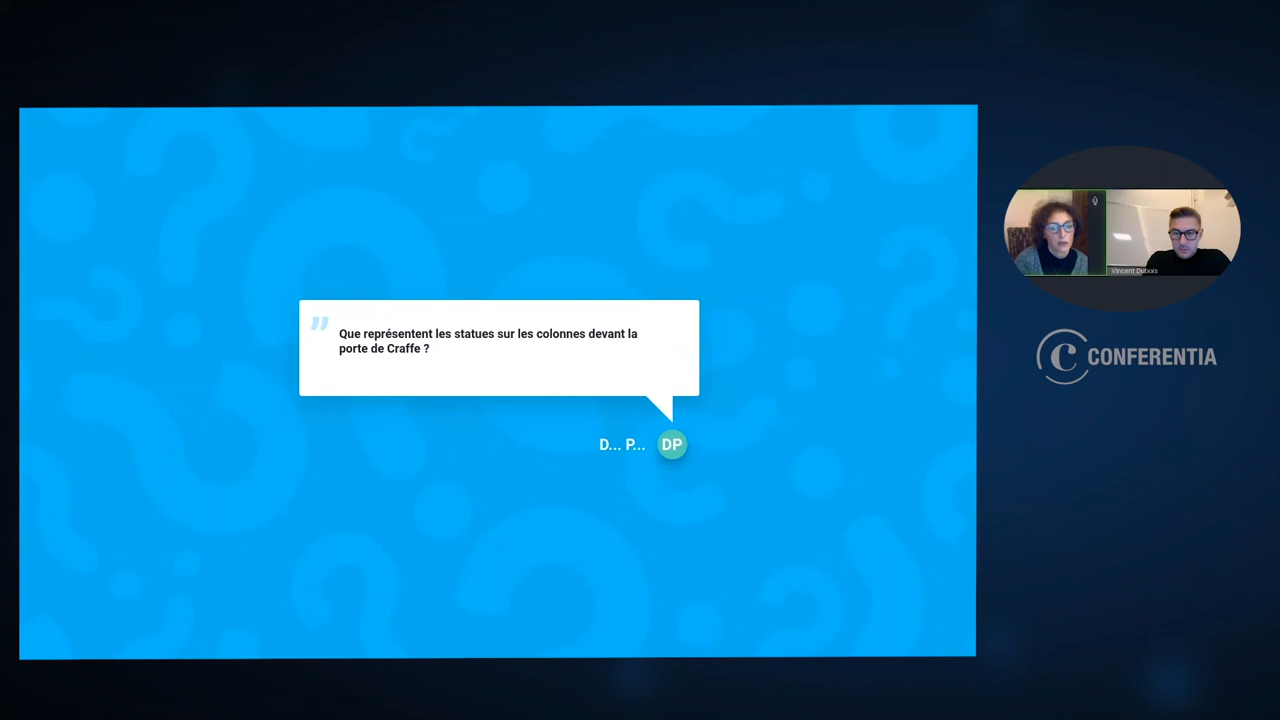 Que représentent les statues sur les colonnes devant la
porte de Craffe ?
D... P...
DP
Vincent Dubois
C CONFERENTIA